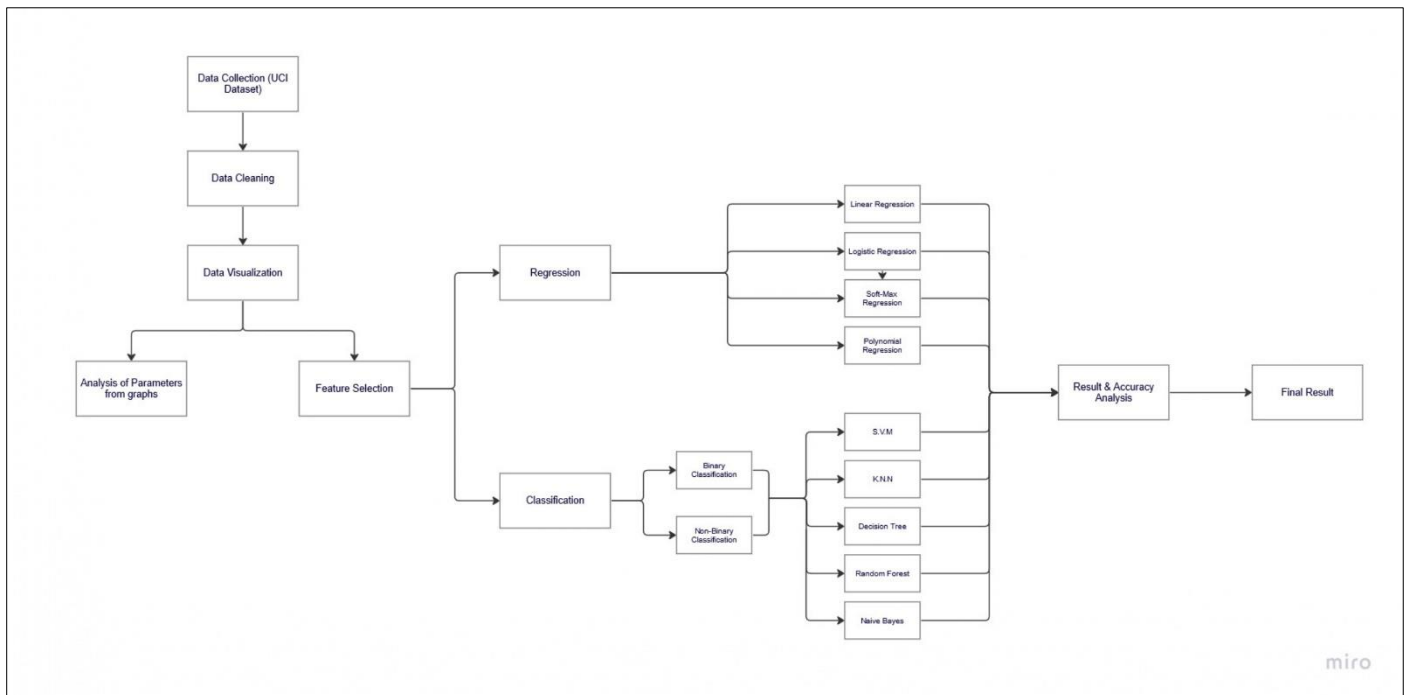 Data Collection (UCI
Dataset)
Data Cleaning
Data Visualization
Analysis of Parameters
from graphs
Feature Selection
Regression
Classification
Binary
Classification
Non-Binary
Classification
Linear Regression
Logistic Regression
Soft-Max
Regression
Polynomial
Regression
S.V.M
K.N.N
Decision Tree
Random Forest
Naive Bayes
Result & Accuracy
Analysis
Final Result
miro